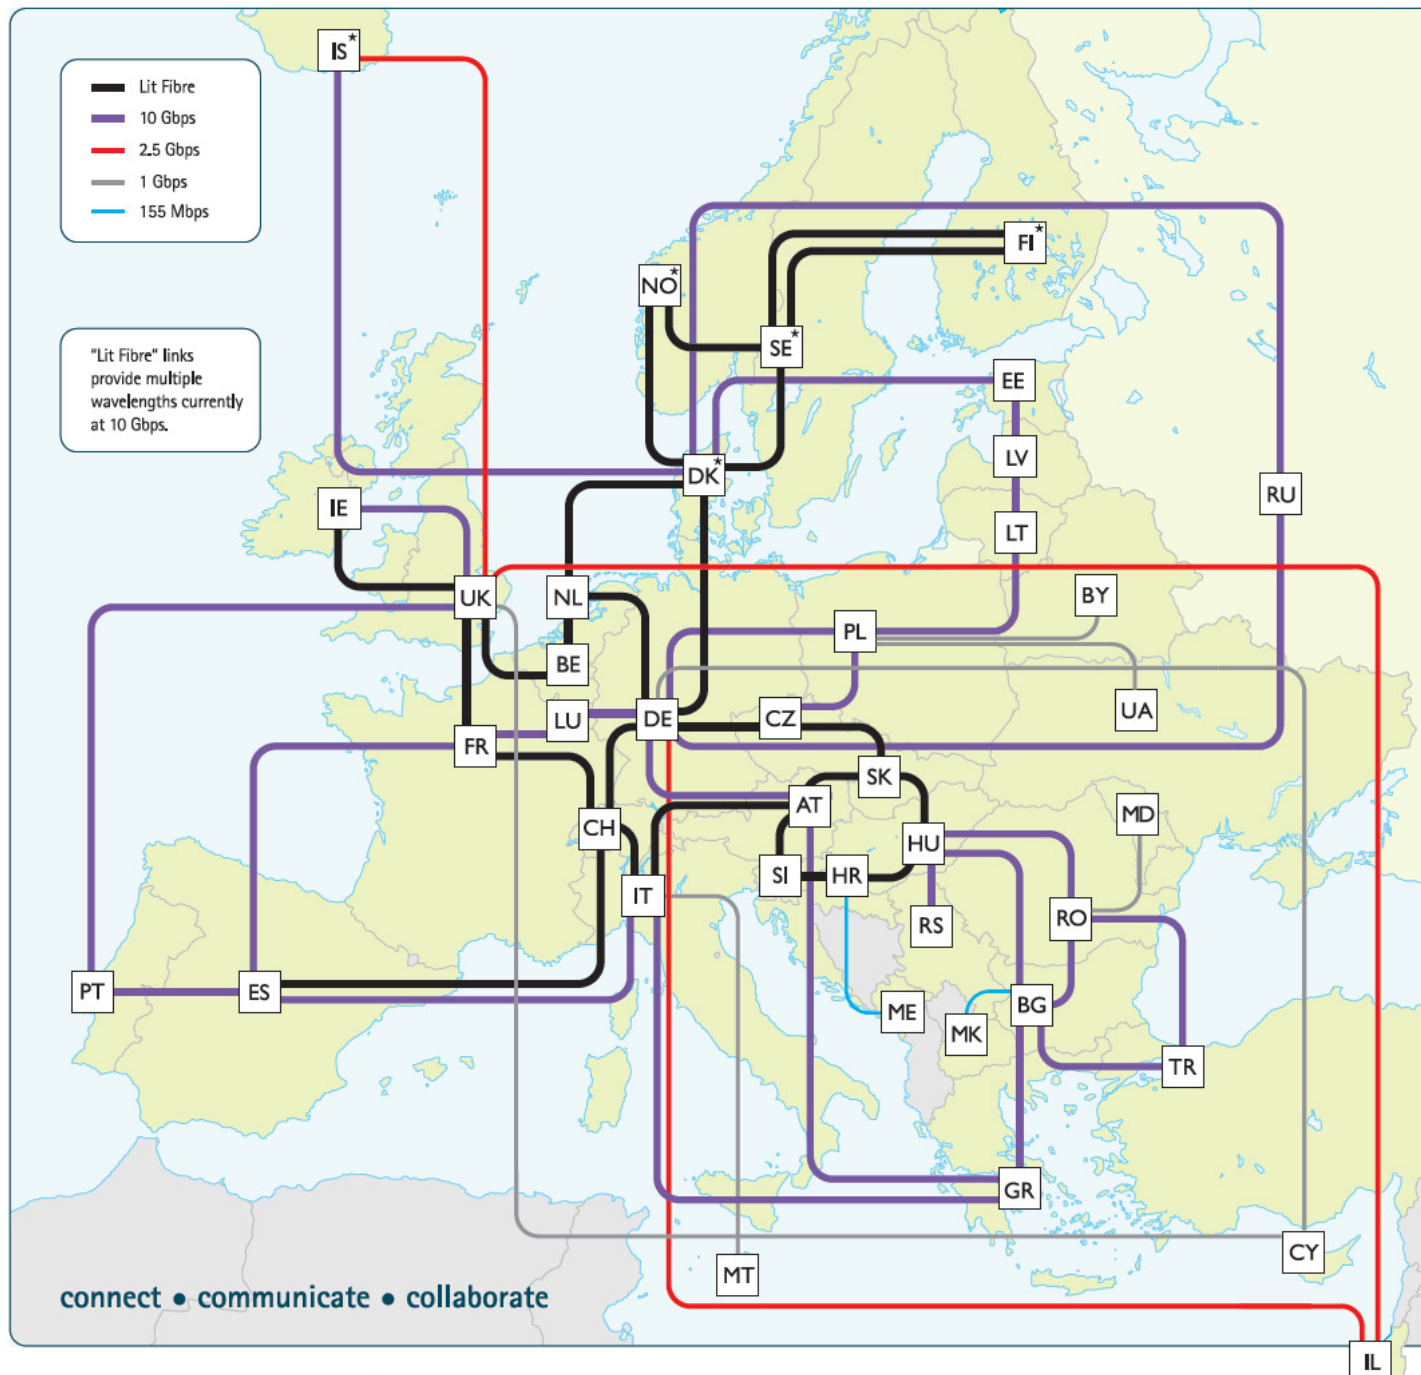 IS*
Lit Fibre
10 Gbps
2.5 Gbps
1 Gbps
155 Mbps
FI*
NO*
SE*
"Lit Fibre" links
provide multiple
wavelengths currently
at 10 Gbps.
EE
LV
DK*
RU
IE
LT
UK
NL
BY
PL
BE
LU
DE
CZ
UA
FR
SK
AT
MD
CH
HU
SI
HR
IT
RS
RO
PT
ES
BG
ME
MK
TR
GR
CY
MT
connect • communicate • collaborate
IL